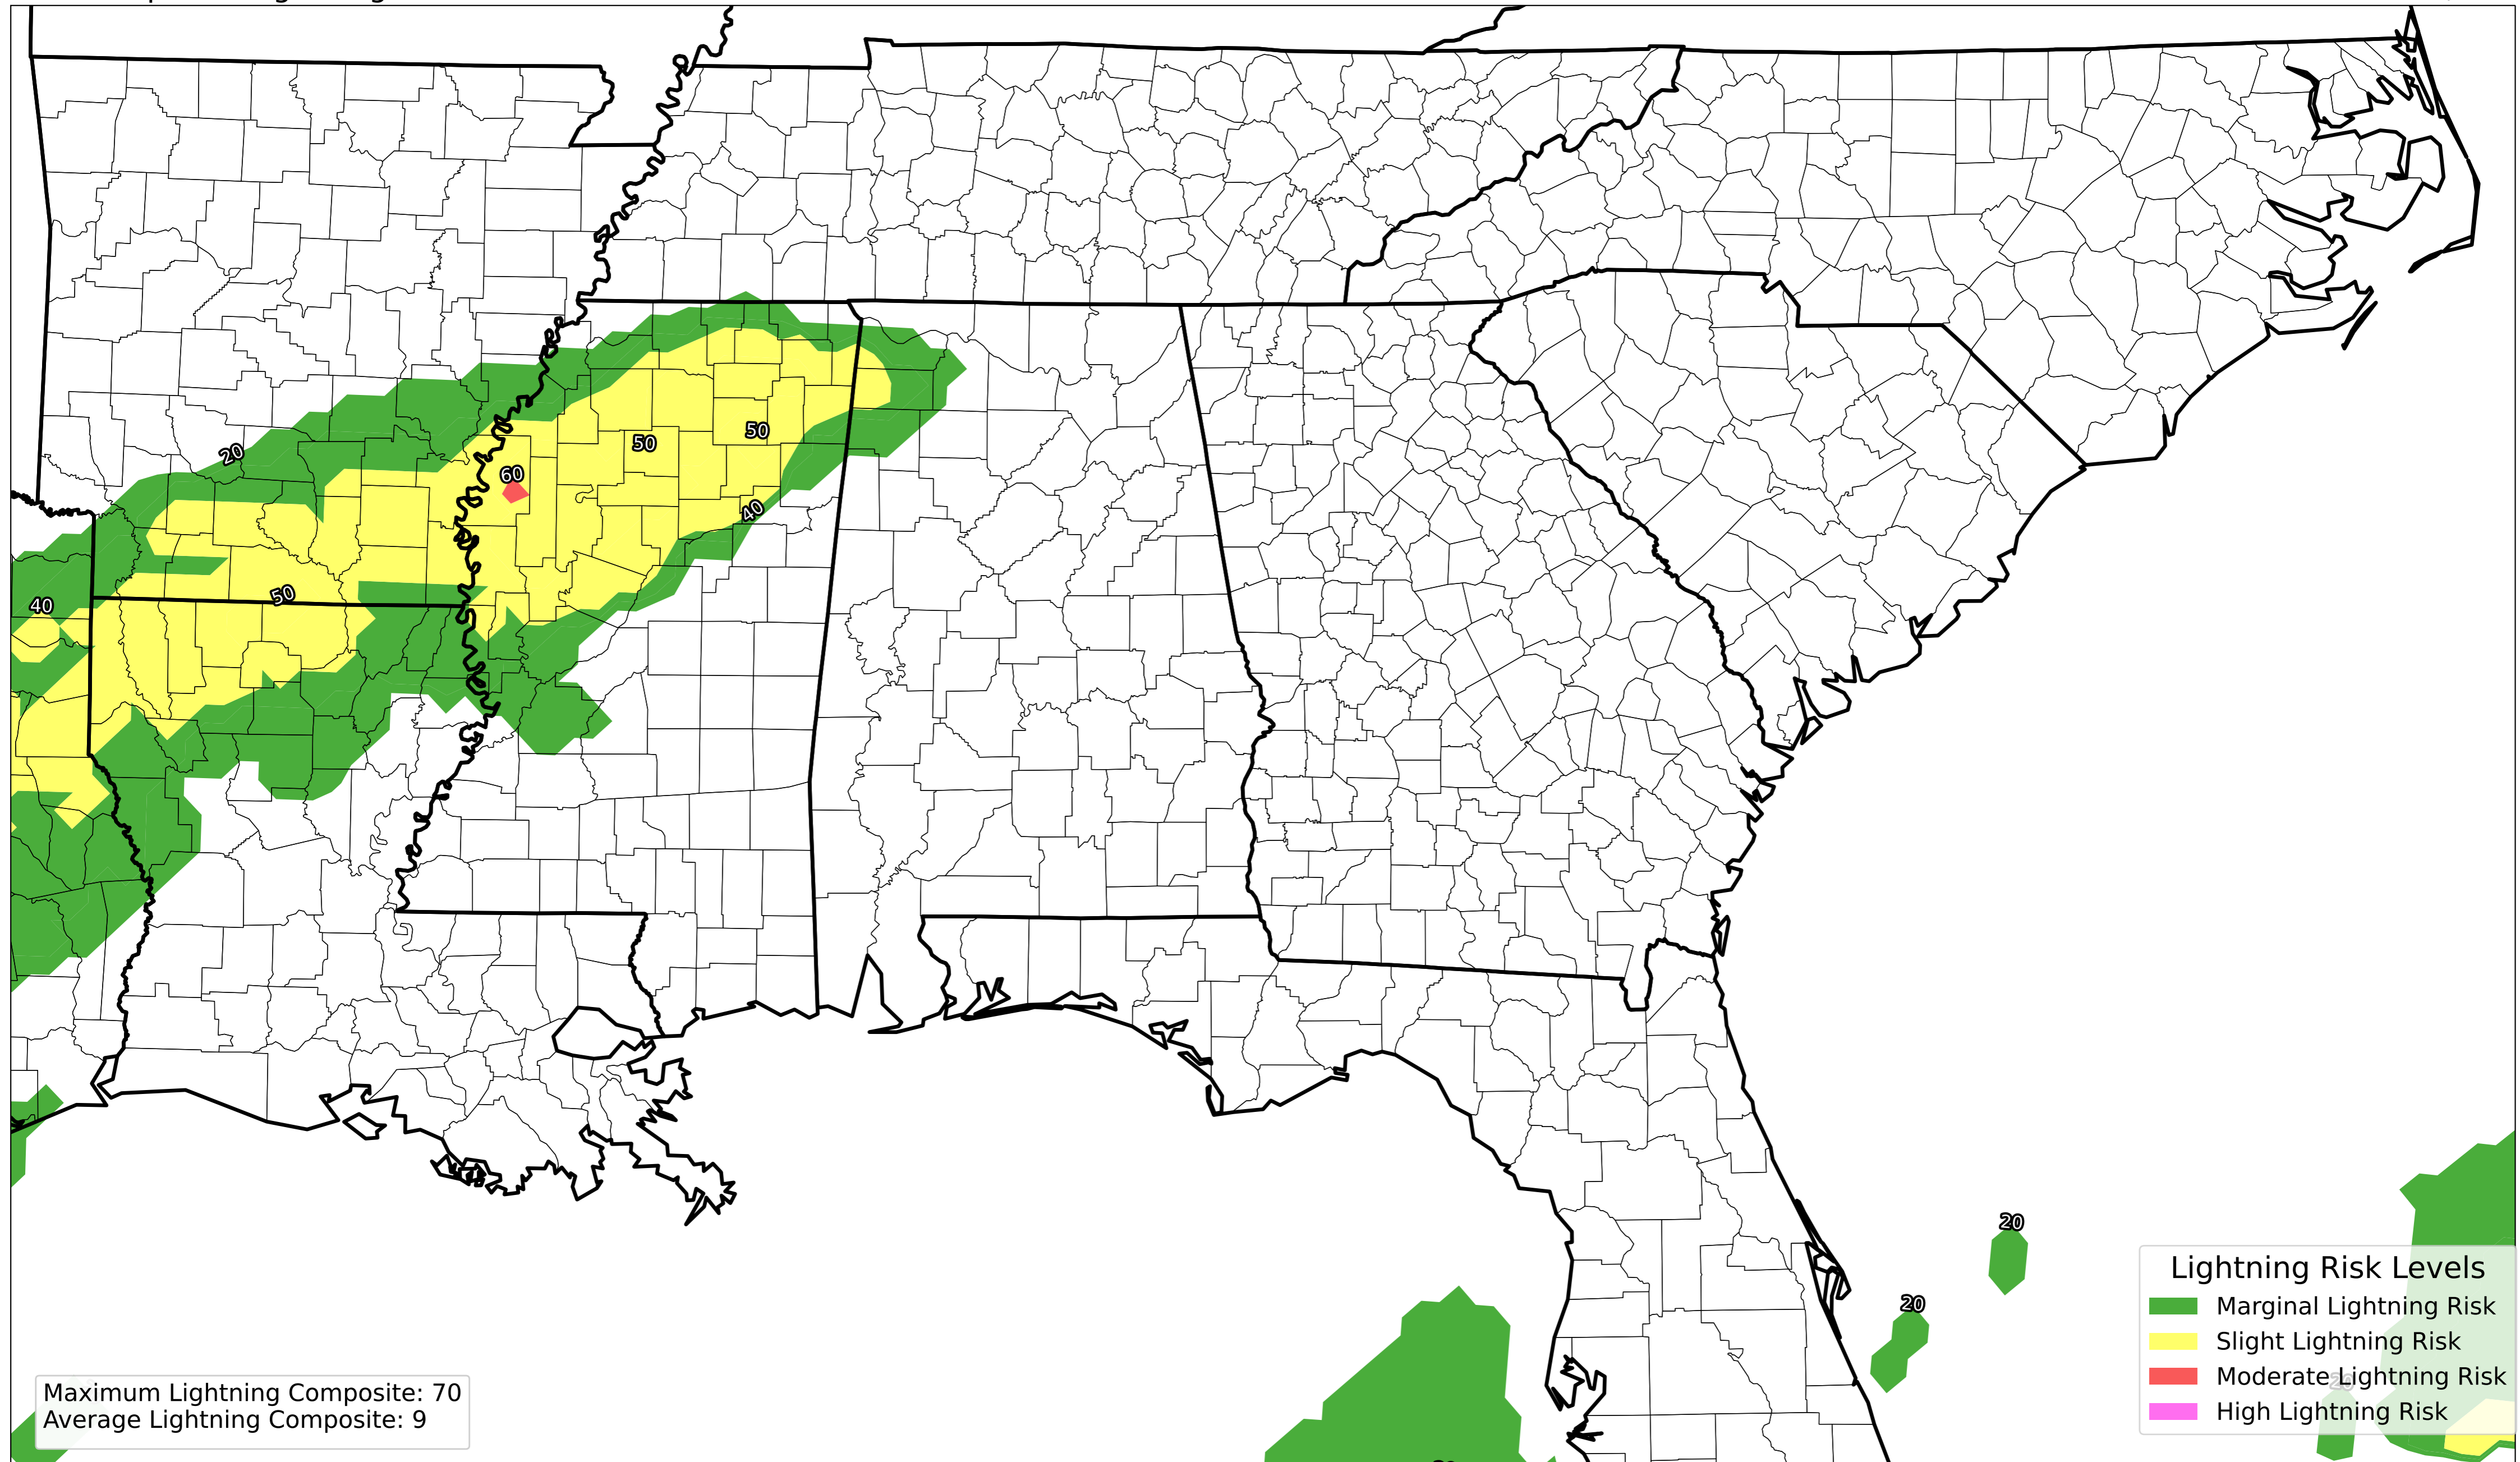 20
50
50
60
40
50
40
20
20
20
Lightning Risk Levels
Marginal Lightning Risk
Slight Lightning Risk
Moderate Lightning Risk
High Lightning Risk
Maximum Lightning Composite: 70
Average Lightning Composite: 9